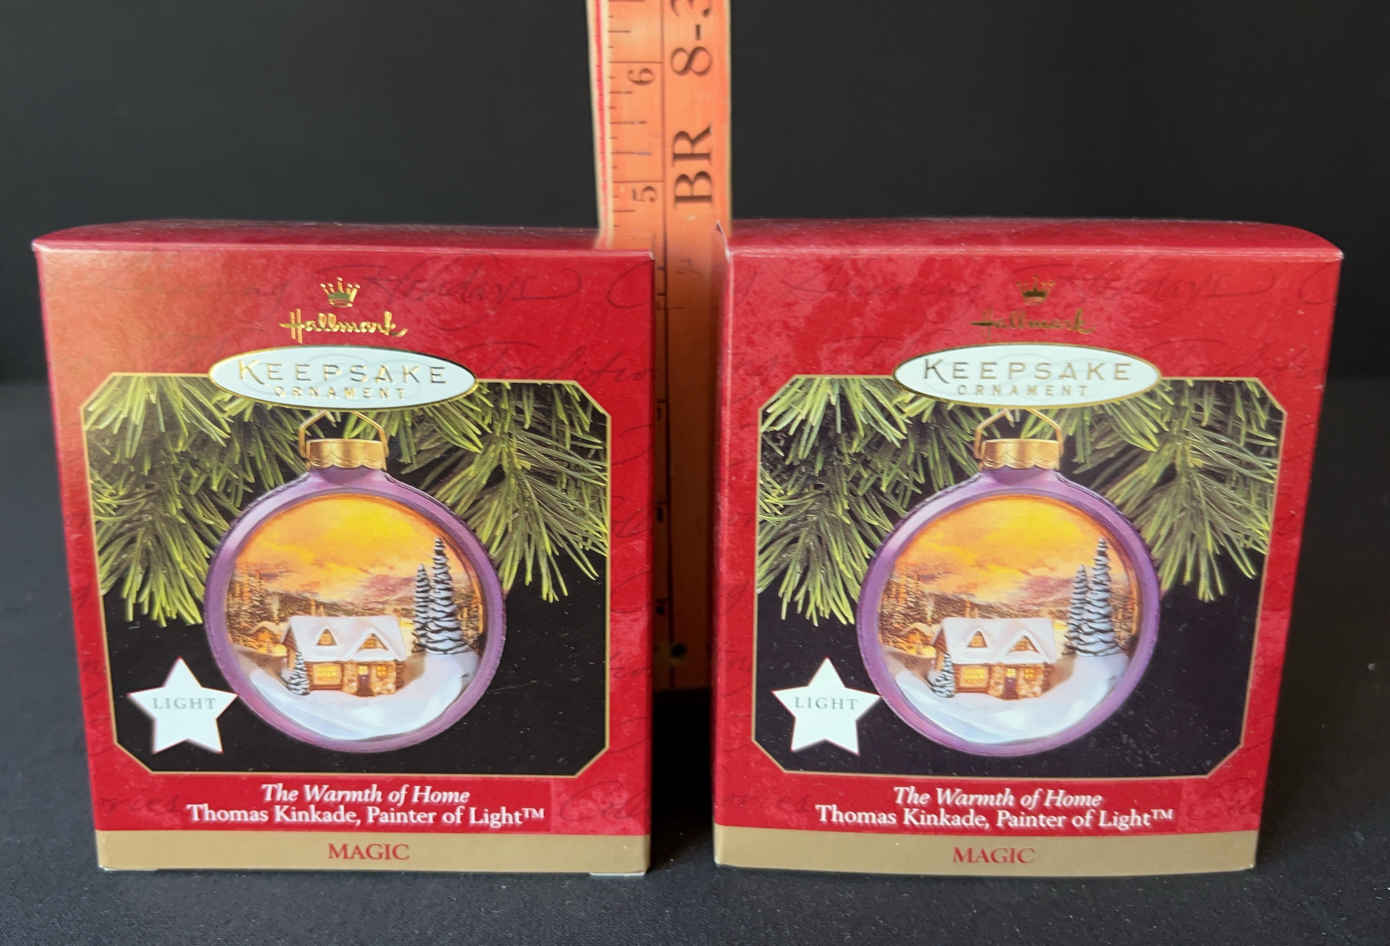 6
5
BR 8-3
Hallmark
KEEPSAKE
ORNAMENT
LIGHT
The Warmth of Home
Thomas Kinkade, Painter of Light™
MAGIC
Hallmark
KEEPSAKE
ORNAMENT
LIGHT
The Warmth of Home
Thomas Kinkade, Painter of Light™
MAGIC